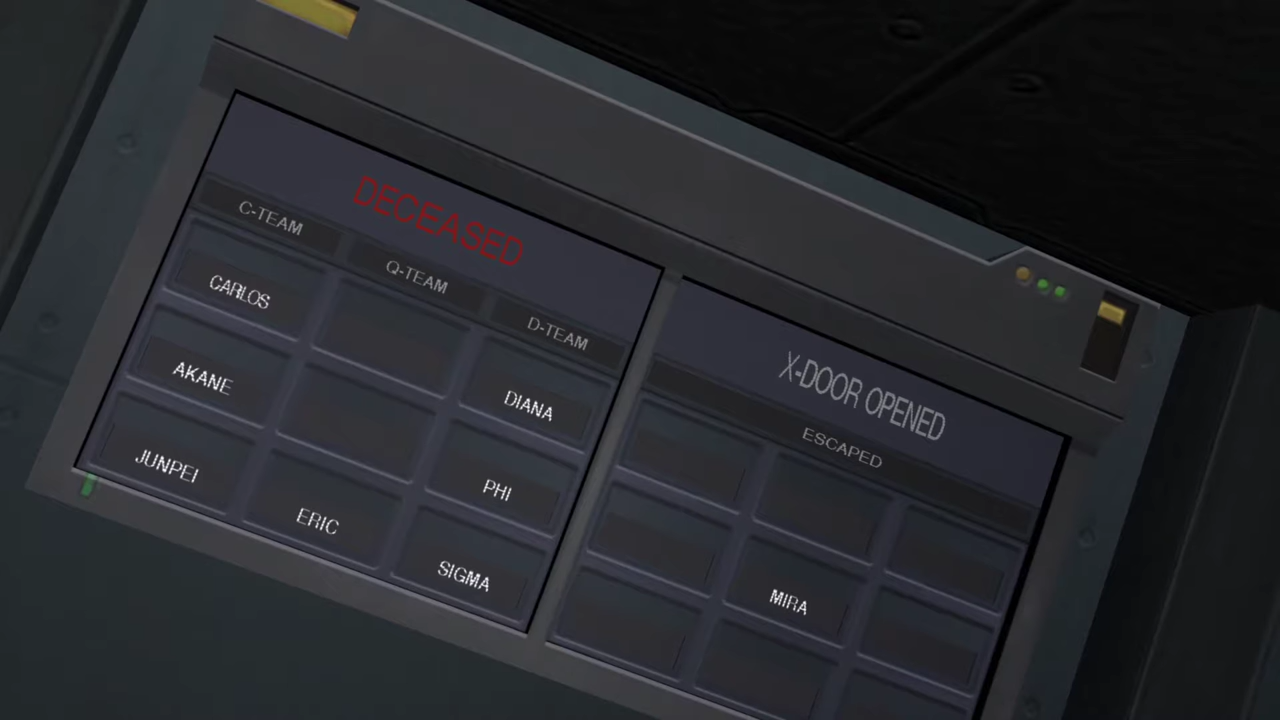 DECEASED
C-TEAM
Q-TEAM
D-TEAM
CARLOS
DIANA
AKANE
PHI
JUNPEI
ERIC
SIGMA
X-DOOR OPENED
ESCAPED
MIRA